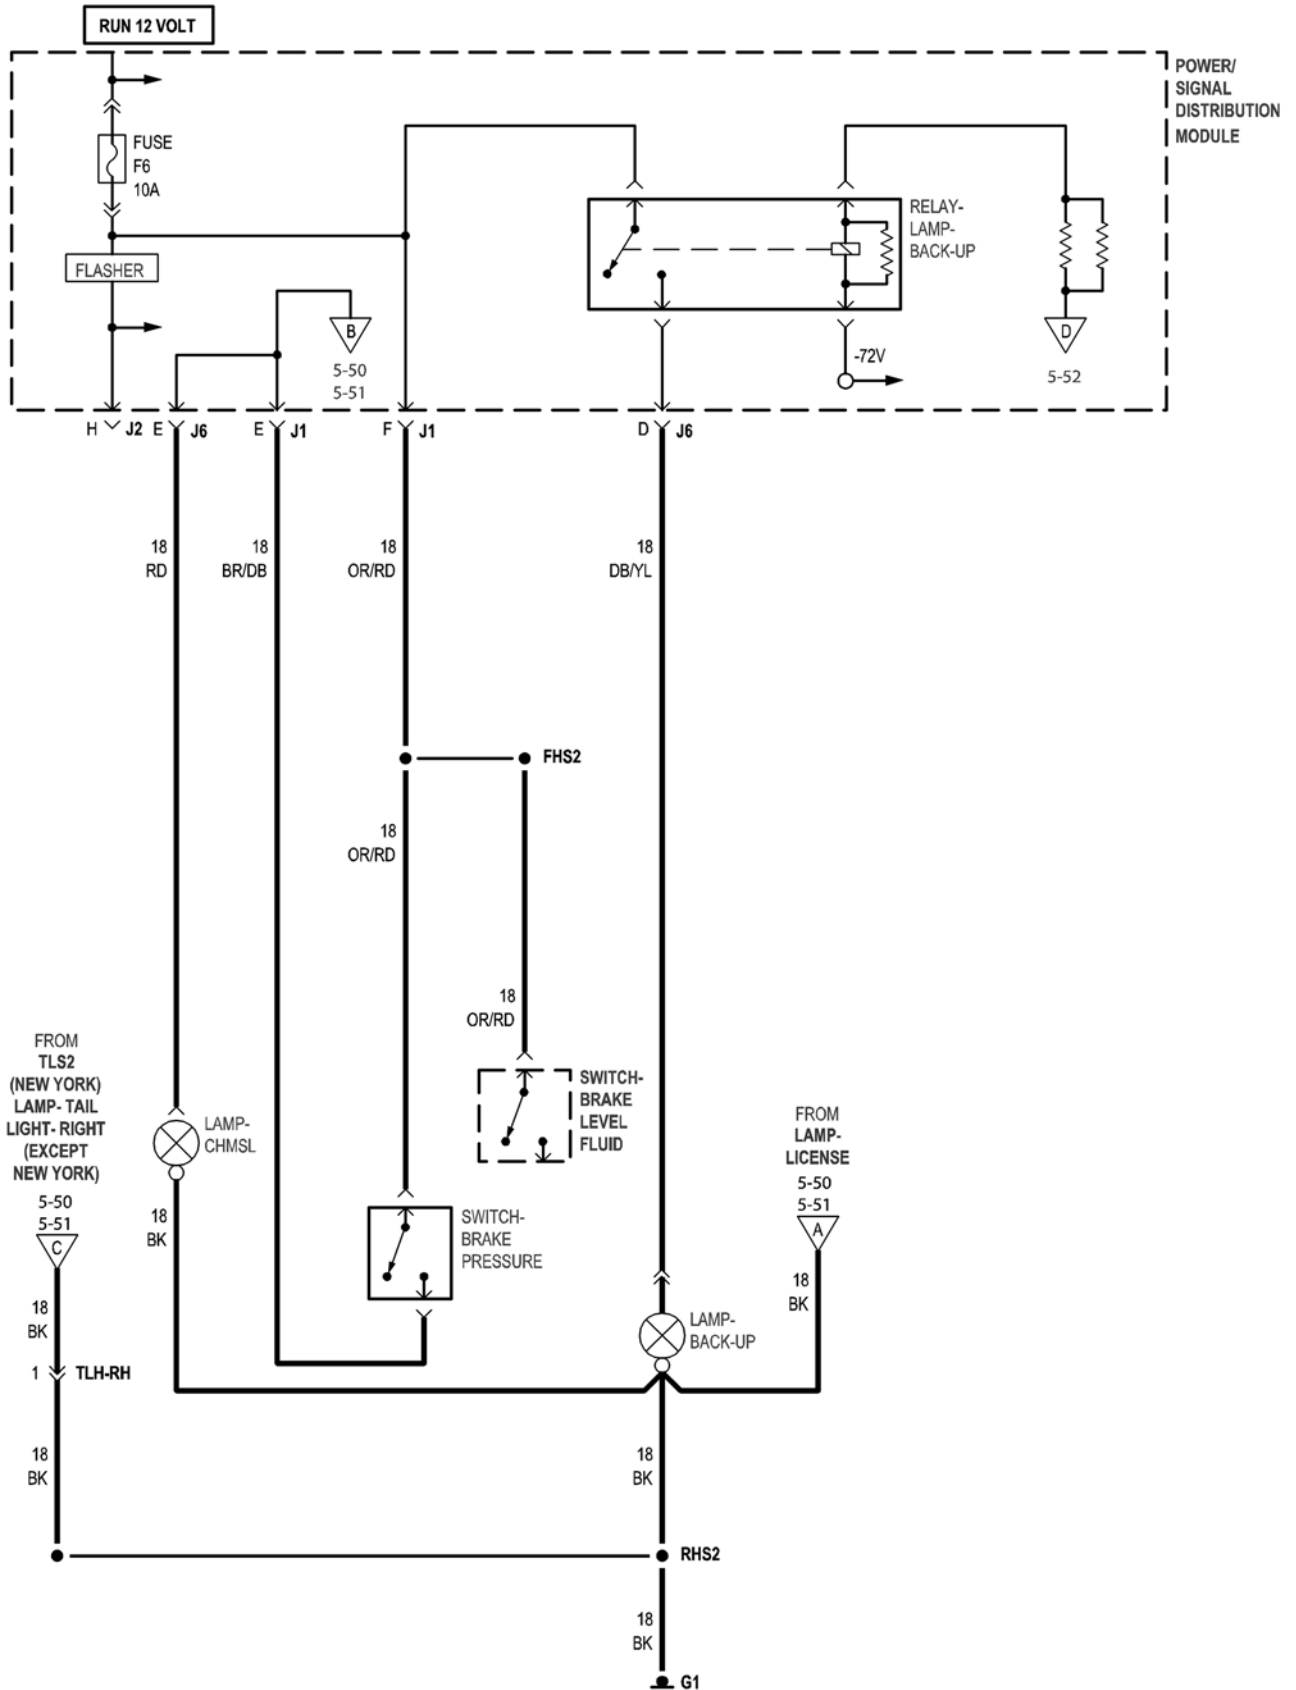 RUN 12 VOLT
POWER/
SIGNAL
DISTRIBUTION
MODULE
FUSE
F6
10A
FLASHER
RELAY-
LAMP-
BACK-UP
B
5-50
5-51
-72V
D
5-52
H J2 E J6 E J1 F J1 D J6
18 18 18 18
RD BR/DB OR/RD DB/YL
FHS2
18
OR/RD
18
OR/RD
FROM
TLS2
(NEW YORK)
LAMP- TAIL
LIGHT- RIGHT
(EXCEPT
NEW YORK)
5-50
5-51
C
LAMP-
CHMSL
18
BK
SWITCH-
BRAKE
LEVEL
FLUID
SWITCH-
BRAKE
PRESSURE
FROM
LAMP-
LICENSE
5-50
5-51
A
18
BK
18
BK
LAMP-
BACK-UP
1 TLH-RH
18
BK
18
BK
RHS2
18
BK
G1